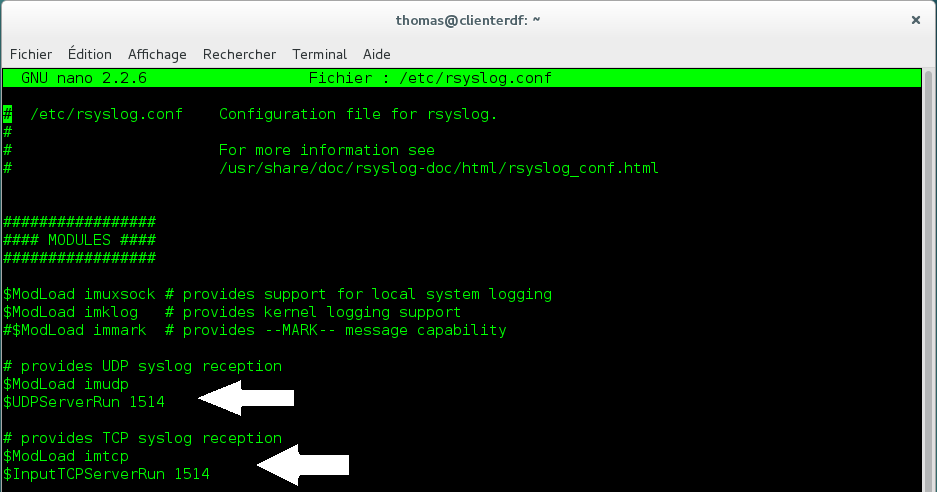 thomas@clienterdf: ~ ×
Fichier Édition Affichage Rechercher Terminal Aide
GNU nano 2.2.6 Fichier : /etc/rsyslog.conf
# /etc/rsyslog.conf Configuration file for rsyslog.
#
# For more information see
# /usr/share/doc/rsyslog-doc/html/rsyslog_conf.html
#################
#### MODULES ####
#################
$ModLoad imuxsock # provides support for local system logging
$ModLoad imklog # provides kernel logging support
#$ModLoad immark # provides --MARK-- message capability
# provides UDP syslog reception
$ModLoad imudp
$UDPServerRun 1514
# provides TCP syslog reception
$ModLoad imtcp
$InputTCPServerRun 1514